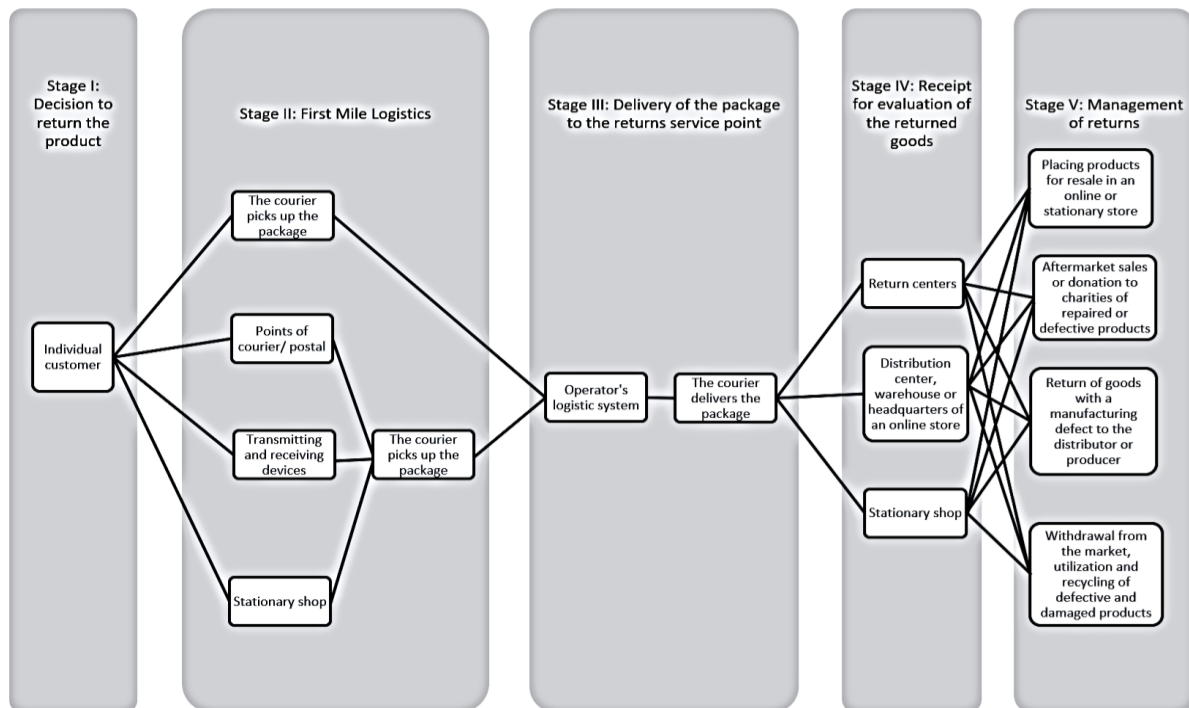 Stage I:
Decision to
return the
product
Individual
customer
Stage II: First Mile Logistics
The courier
picks up the
package
Points of
courier/ postal
Transmitting
and receiving
devices
Stationary shop
The courier
picks up the
package
Stage III: Delivery of the package
to the returns service point
Operator's
logistic system
The courier
delivers the
package
Stage IV: Receipt
for evaluation of
the returned
goods
Return centers
Distribution
center,
warehouse or
headquarters of
an online store
Stationary shop
Stage V: Management
of returns
Placing products
for resale in an
online or
stationary store
Aftermarket sales
or donation to
charities of
repaired or
defective products
Return of goods
with a
manufacturing
defect to the
distributor or
producer
Withdrawal from
the market,
utilization and
recycling of
defective and
damaged products